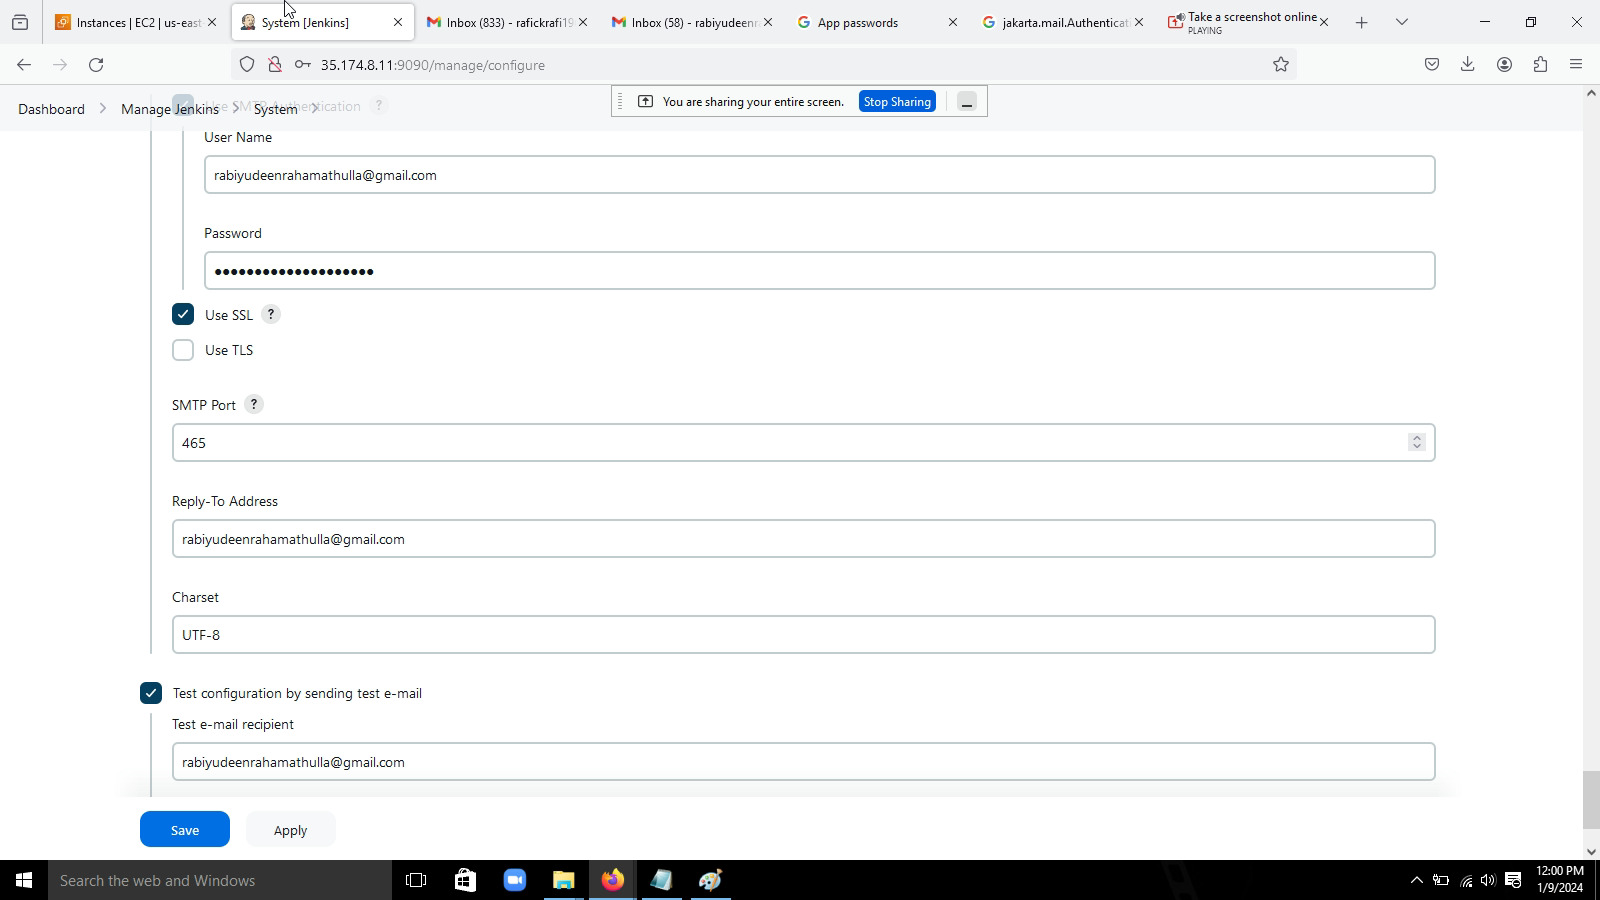 Instances | EC2 | us-east
System [Jenkins]
Inbox (833) - rafickrafi19
Inbox (58) - rabiyudeenra
App passwords
jakarta.mail.Authenticat
Take a screenshot online
PLAYING
35.174.8.11:9090/manage/configure
Dashboard
Manage Jenkins
System
Use SMTP Authentication ?
You are sharing your entire screen.
Stop Sharing
User Name
rabiyudeenrahamathulla@gmail.com
Password
Use SSL ?
Use TLS
SMTP Port ?
465
Reply-To Address
rabiyudeenrahamathulla@gmail.com
Charset
UTF-8
Test configuration by sending test e-mail
Test e-mail recipient
rabiyudeenrahamathulla@gmail.com
Save
Apply
Search the web and Windows
12:00 PM
1/9/2024